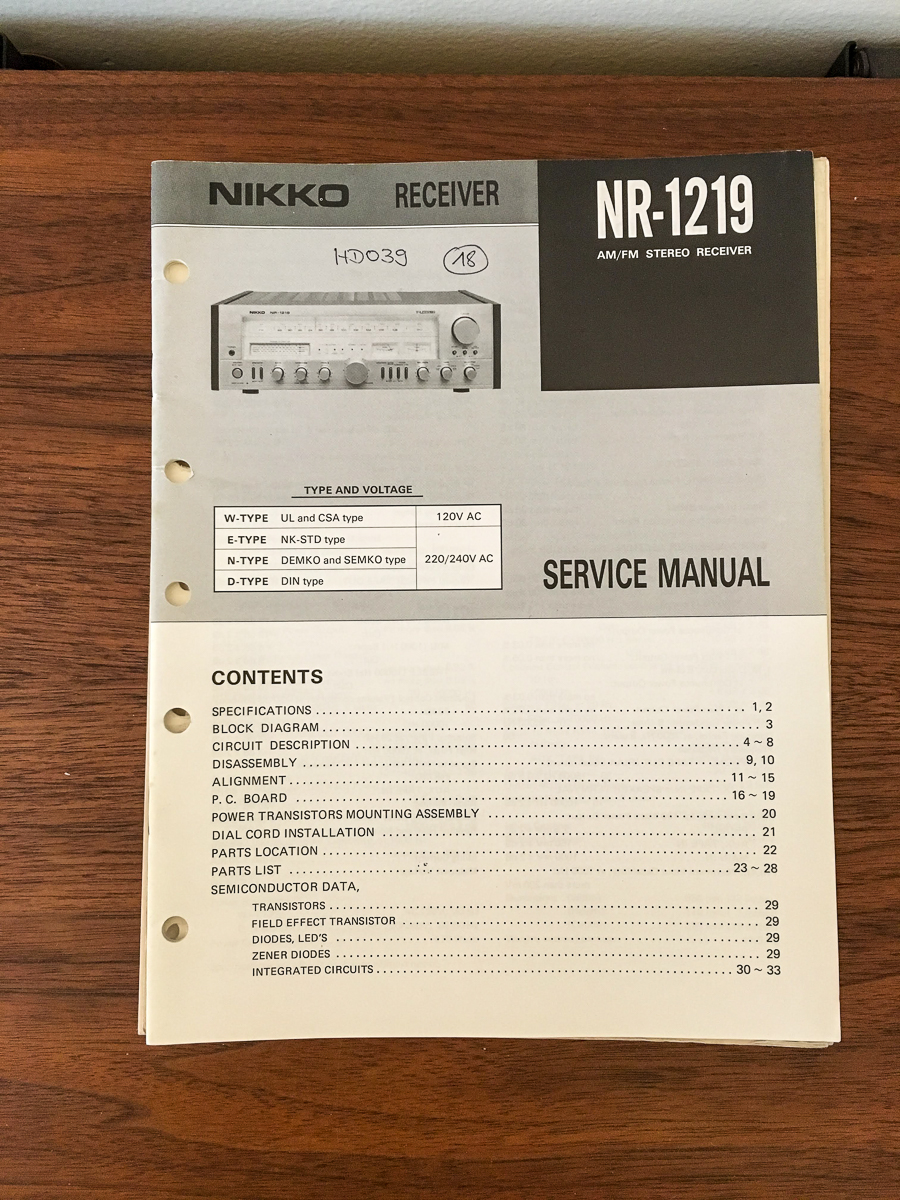 NIKKO RECEIVER
NR-1219
AM/FM STEREO RECEIVER
HD039 18
NIKKO NR-1219
TYPE AND VOLTAGE
W-TYPE UL and CSA type 120V AC
E-TYPE NK-STD type
N-TYPE DEMKO and SEMKO type 220/240V AC
D-TYPE DIN type
SERVICE MANUAL
CONTENTS
SPECIFICATIONS 1, 2
BLOCK DIAGRAM 3
CIRCUIT DESCRIPTION 4 ~ 8
DISASSEMBLY 9, 10
ALIGNMENT 11 ~ 15
P. C. BOARD 16 ~ 19
POWER TRANSISTORS MOUNTING ASSEMBLY 20
DIAL CORD INSTALLATION 21
PARTS LOCATION 22
PARTS LIST 23 ~ 28
SEMICONDUCTOR DATA,
TRANSISTORS 29
FIELD EFFECT TRANSISTOR 29
DIODES, LED'S 29
ZENER DIODES 29
INTEGRATED CIRCUITS 30 ~ 33